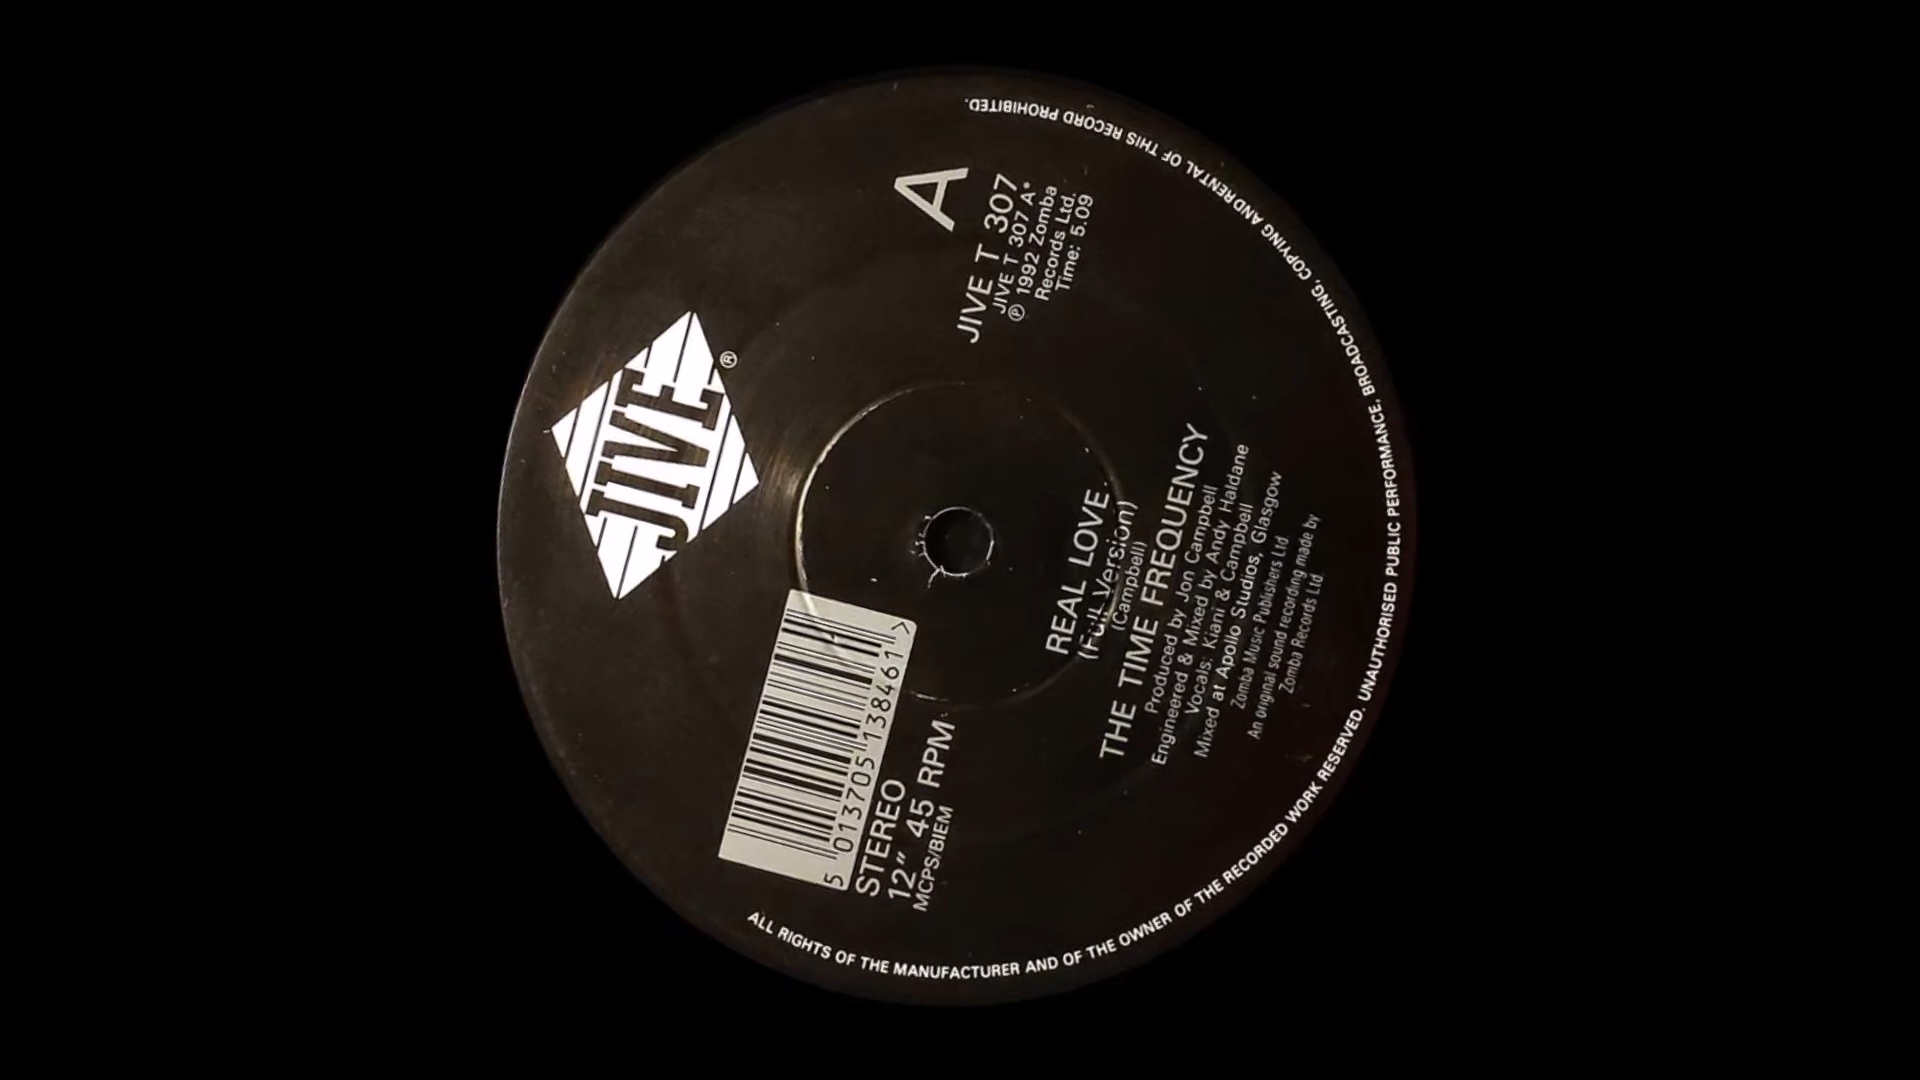 JIVE
®
5 013705 138461 >
STEREO
12" 45 RPM
MCPS/BIEM
A
JIVE T 307
JIVE T 307 A*
℗ 1992 Zomba
Records Ltd.
Time: 5.09
REAL LOVE
(Full Version)
(Campbell)
THE TIME FREQUENCY
Produced by Jon Campbell
Engineered & Mixed by Andy Haldane
Vocals: Kiani & Campbell
Mixed at Apollo Studios, Glasgow
Zomba Music Publishers Ltd
An original sound recording made by
Zomba Records Ltd
ALL RIGHTS OF THE MANUFACTURER AND OF THE OWNER OF THE RECORDED WORK RESERVED. UNAUTHORISED PUBLIC PERFORMANCE, BROADCASTING, COPYING ANDRENTAL OF THIS RECORD PROHIBITED.